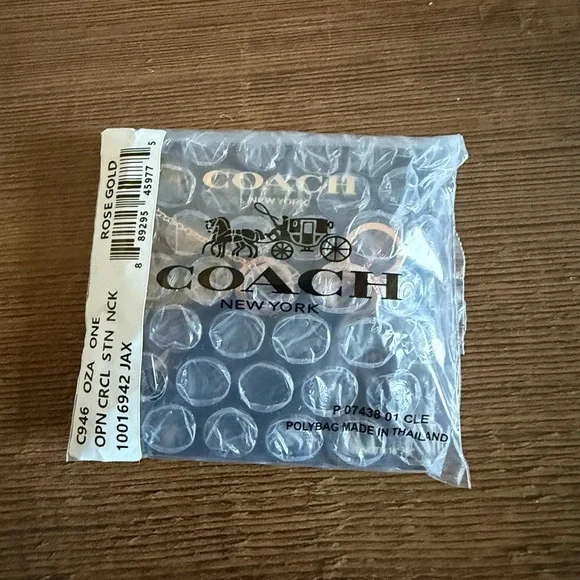 ROSE GOLD
8 89295 45977 5
C946 OZA ONE
OPN CRCL STN NCK
10016942 JAX
COACH
NEW YORK
COACH
NEW YORK
P 07438 01 CLE
POLYBAG MADE IN THAILAND